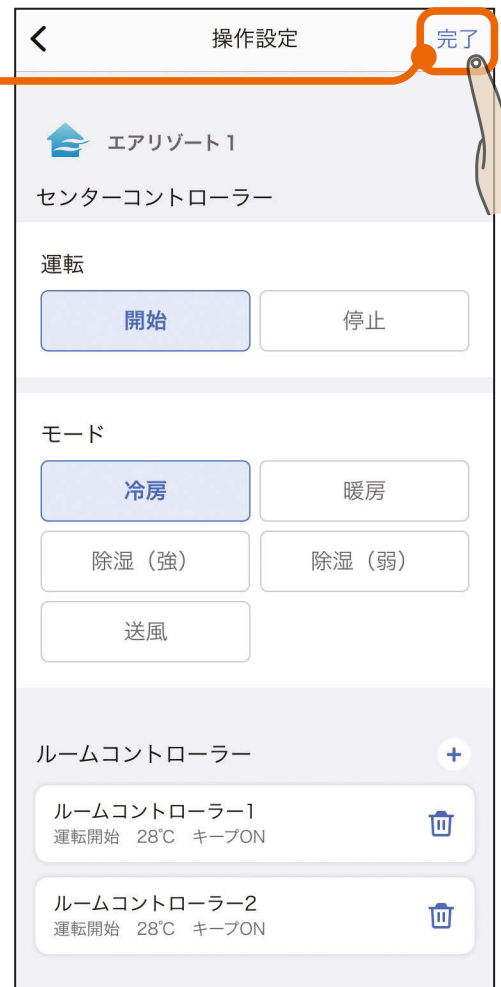 操作設定
完了
エアリゾート1
センターコントローラー
運転
開始
停止
モード
冷房
暖房
除湿（強）
除湿（弱）
送風
ルームコントローラー
+
ルームコントローラー1
運転開始 28℃ キープON
ルームコントローラー2
運転開始 28℃ キープON